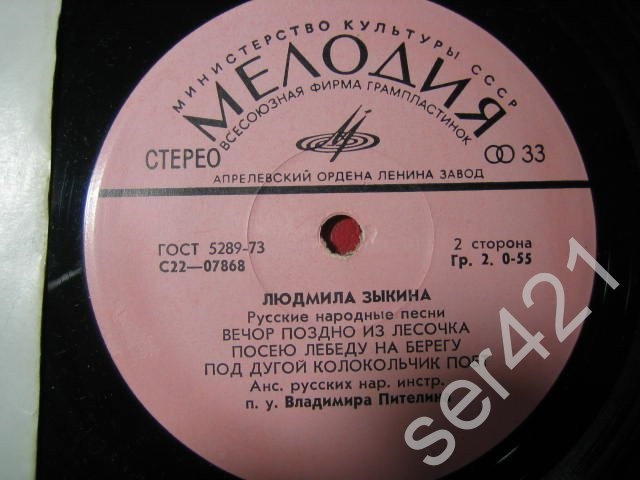 МИНИСТЕРСТВО КУЛЬТУРЫ СССР
МЕЛОДИЯ
ВСЕСОЮЗНАЯ ФИРМА ГРАМПЛАСТИНОК
СТЕРЕО
33
АПРЕЛЕВСКИЙ ОРДЕНА ЛЕНИНА ЗАВОД
ГОСТ 5289-73
2 сторона
С22—07868
Гр. 2. 0-55
ЛЮДМИЛА ЗЫКИНА
Русские народные песни
ВЕЧОР ПОЗДНО ИЗ ЛЕСОЧКА
ПОСЕЮ ЛЕБЕДУ НА БЕРЕГУ
ПОД ДУГОЙ КОЛОКОЛЬЧИК
Анс. русских нар. инстр.
п. у. Владимира
ser421